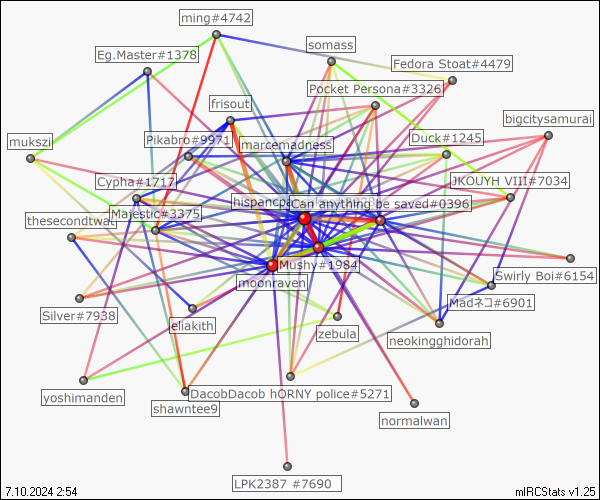 ming#4742
somass
Eg.Master#1378
Fedora Stoat#4479
Pocket Persona#3326
frisout
bigcitysamurai
Pikabro#9971
Duck#1245
mukszi
marcemadness
Cypha#1717
JKOUYH VIII#7034
hispancpa
Can anything be saved#0396
thesecondtwat
Majestic#3375
Mushy#1984
Swirly Boi#6154
moonraven
Madネコ#6901
Silver#7938
eliakith
zebula
neokingghidorah
yoshimanden
DacobDacob hORNY police#5271
shawntee9
normalwan
LPK2387 #7690
7.10.2024 2:54
mIRCStats v1.25